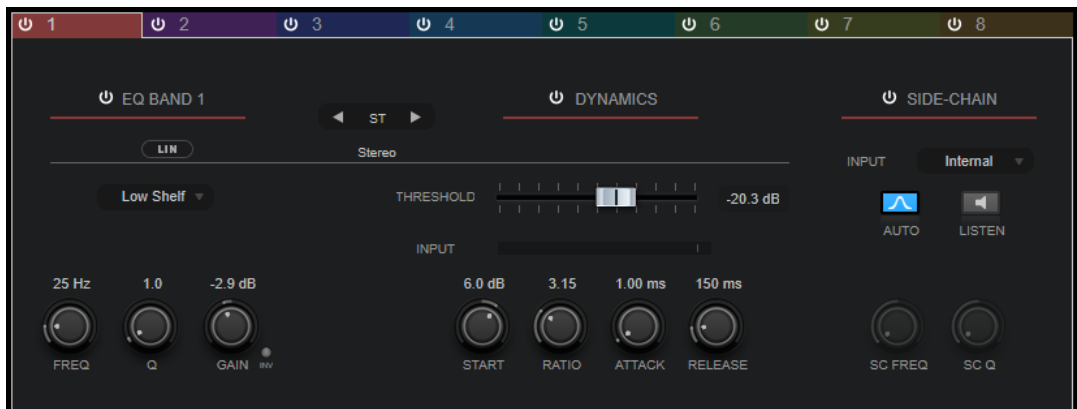 1 2 3 4 5 6 7 8
EQ BAND 1 DYNAMICS SIDE-CHAIN
ST
LIN Stereo
INPUT Internal
Low Shelf THRESHOLD -20.3 dB
AUTO LISTEN
INPUT
25 Hz 1.0 -2.9 dB 6.0 dB 3.15 1.00 ms 150 ms
FREQ Q GAIN INV START RATIO ATTACK RELEASE SC FREQ SC Q